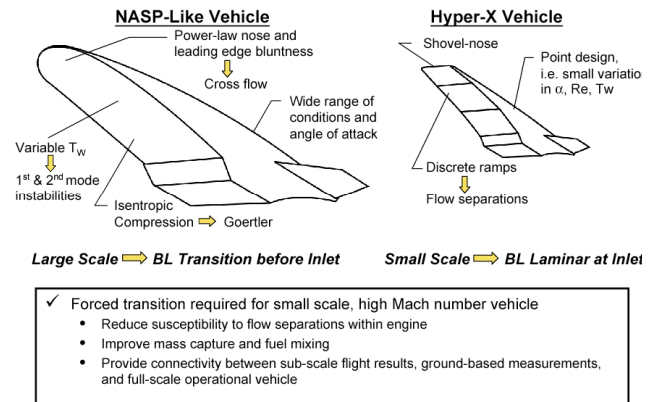 NASP-Like Vehicle
Power-law nose and
leading edge bluntness
Cross flow
Wide range of
conditions and
angle of attack
Variable TW
1st & 2nd mode
instabilities
Isentropic
Compression
Goertler
Large Scale
BL Transition before Inlet
Hyper-X Vehicle
Shovel-nose
Point design,
i.e. small variatio
in α, Re, Tw
Discrete ramps
Flow separations
Small Scale
BL Laminar at Inlet
✓ Forced transition required for small scale, high Mach number vehicle
• Reduce susceptibility to flow separations within engine
• Improve mass capture and fuel mixing
• Provide connectivity between sub-scale flight results, ground-based measurements,
and full-scale operational vehicle